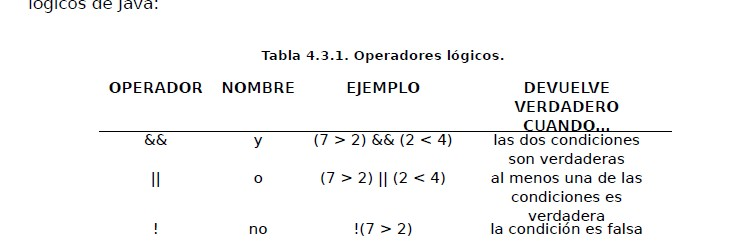 lógicos de Java:
Tabla 4.3.1. Operadores lógicos.
OPERADOR NOMBRE EJEMPLO DEVUELVE
VERDADERO
CUANDO…
&& y (7 > 2) && (2 < 4) las dos condiciones
son verdaderas
|| o (7 > 2) || (2 < 4) al menos una de las
condiciones es
verdadera
! no !(7 > 2) la condición es falsa